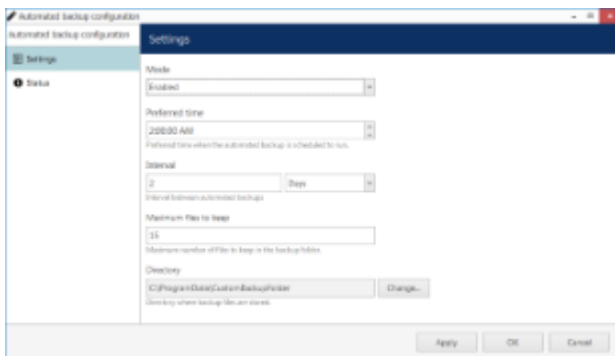 Automated backup configuration
Automated backup configuration
Settings
Settings
Status
Mode
Enabled
Preferred time
2:00:00 AM
Preferred time when the automated backup is scheduled to run.
Interval
2
Days
Interval between automated backups
Maximum files to keep
15
Maximum number of files to keep in the backup folder.
Directory
C:\ProgramData\CustomBackupFolder
Change...
Directory where backup files are stored.
Apply
OK
Cancel